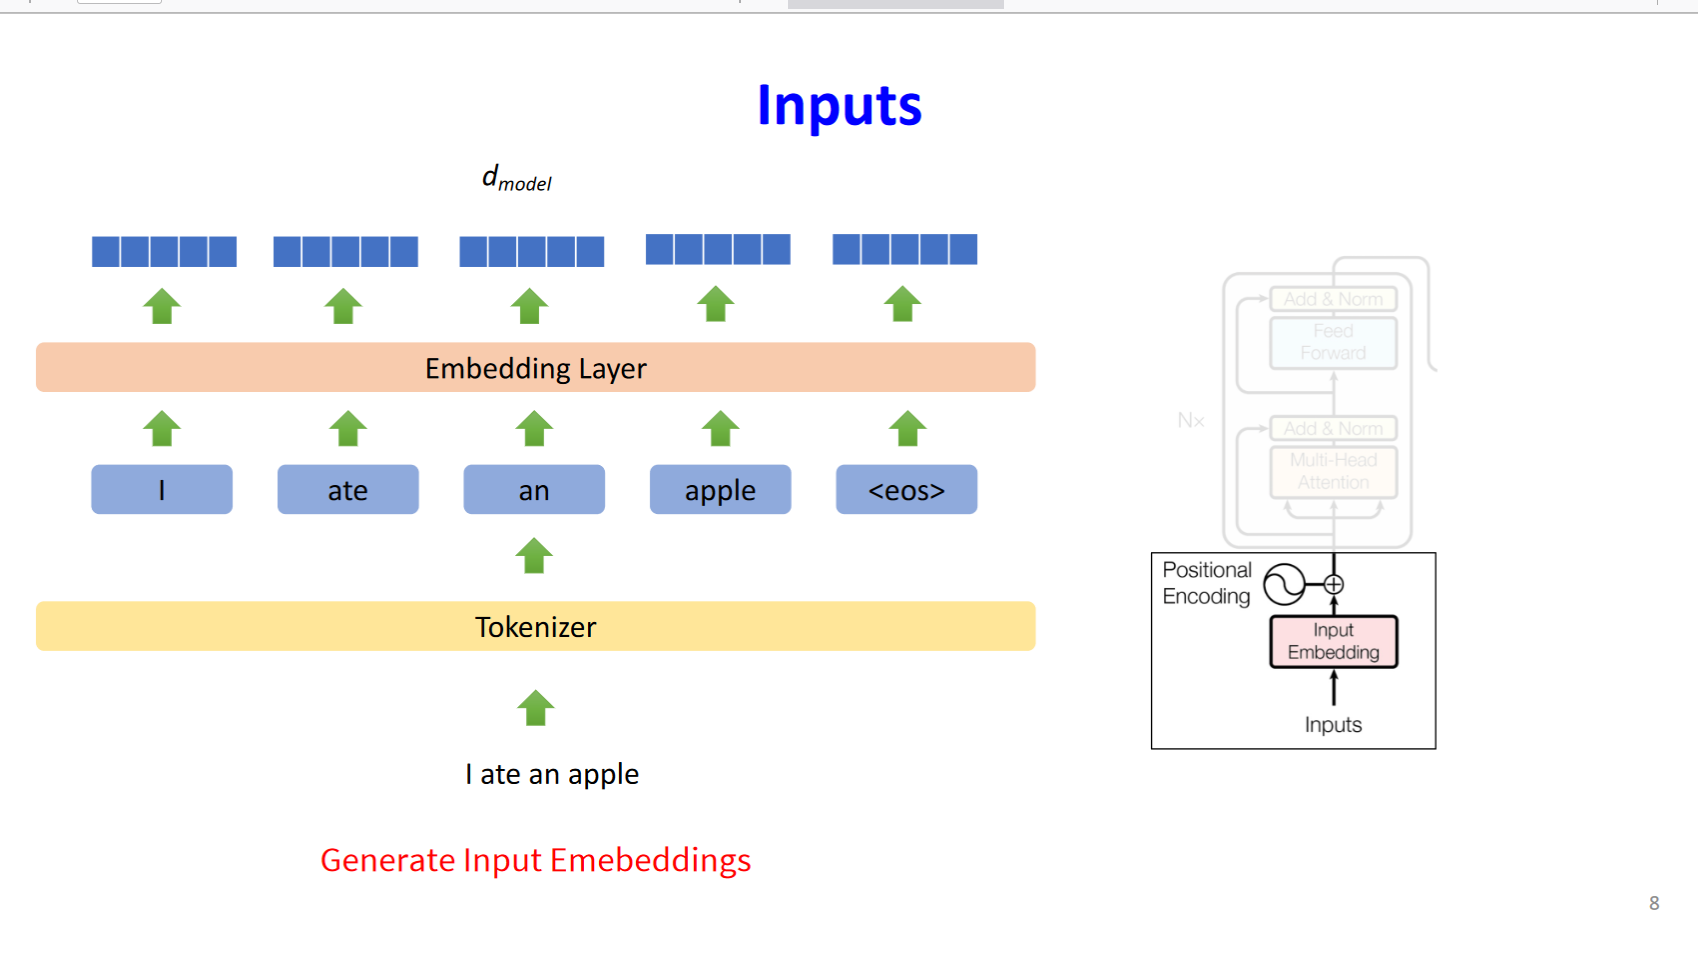 Inputs
d_model
Embedding Layer
I ate an apple <eos>
Tokenizer
I ate an apple
Generate Input Emebeddings
Add & Norm
Feed
Forward
Nx
Add & Norm
Multi-Head
Attention
Positional
Encoding
Input
Embedding
Inputs
8